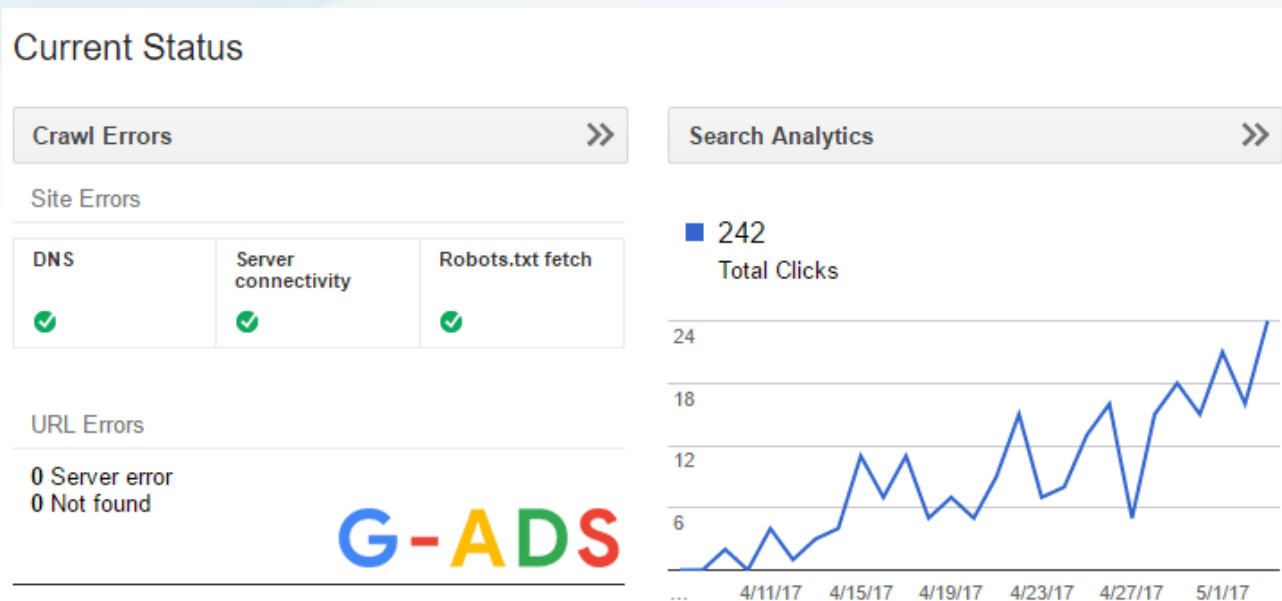 Current Status
Crawl Errors
Site Errors
DNS
Server
connectivity
Robots.txt fetch
URL Errors
0 Server error
0 Not found
G-ADS
Search Analytics
242
Total Clicks
24
18
12
6
... 4/11/17 4/15/17 4/19/17 4/23/17 4/27/17 5/1/17